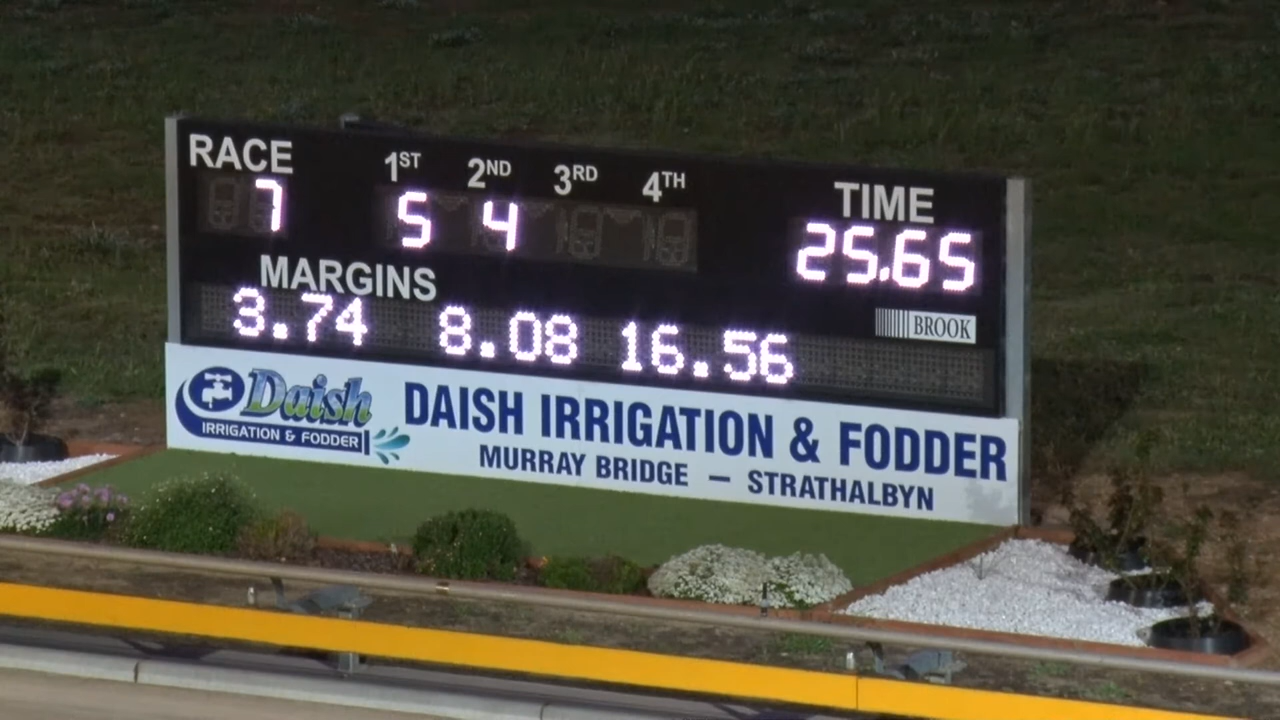 RACE 1ST 2ND 3RD 4TH TIME
7 5 4 25.65
MARGINS
3.74 8.08 16.56
BROOK
Daish
IRRIGATION & FODDER
DAISH IRRIGATION & FODDER
MURRAY BRIDGE — STRATHALBYN